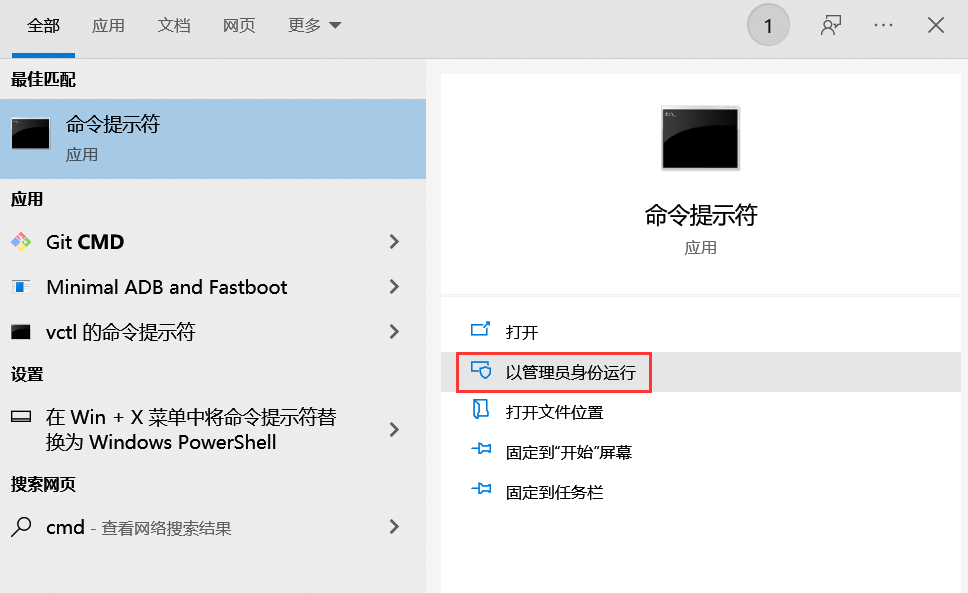 全部 应用 文档 网页 更多 1
最佳匹配
命令提示符
应用
应用
Git CMD
Minimal ADB and Fastboot
vctl 的命令提示符
设置
在 Win + X 菜单中将命令提示符替
换为 Windows PowerShell
搜索网页
cmd - 查看网络搜索结果
命令提示符
应用
打开
以管理员身份运行
打开文件位置
固定到“开始”屏幕
固定到任务栏